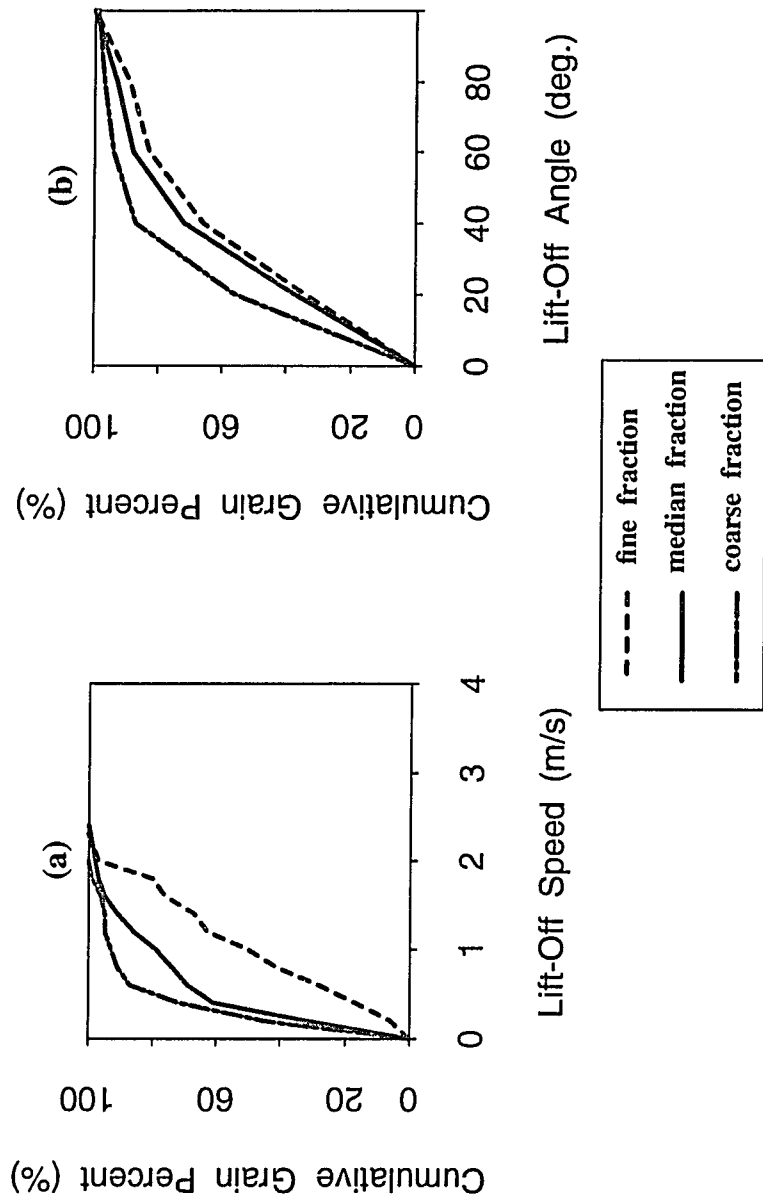 (a)
Cumulative Grain Percent (%)
100
60
20
0
0 1 2 3 4
Lift-Off Speed (m/s)
(b)
Cumulative Grain Percent (%)
100
60
20
0
0 20 40 60 80
Lift-Off Angle (deg.)
fine fraction
median fraction
coarse fraction